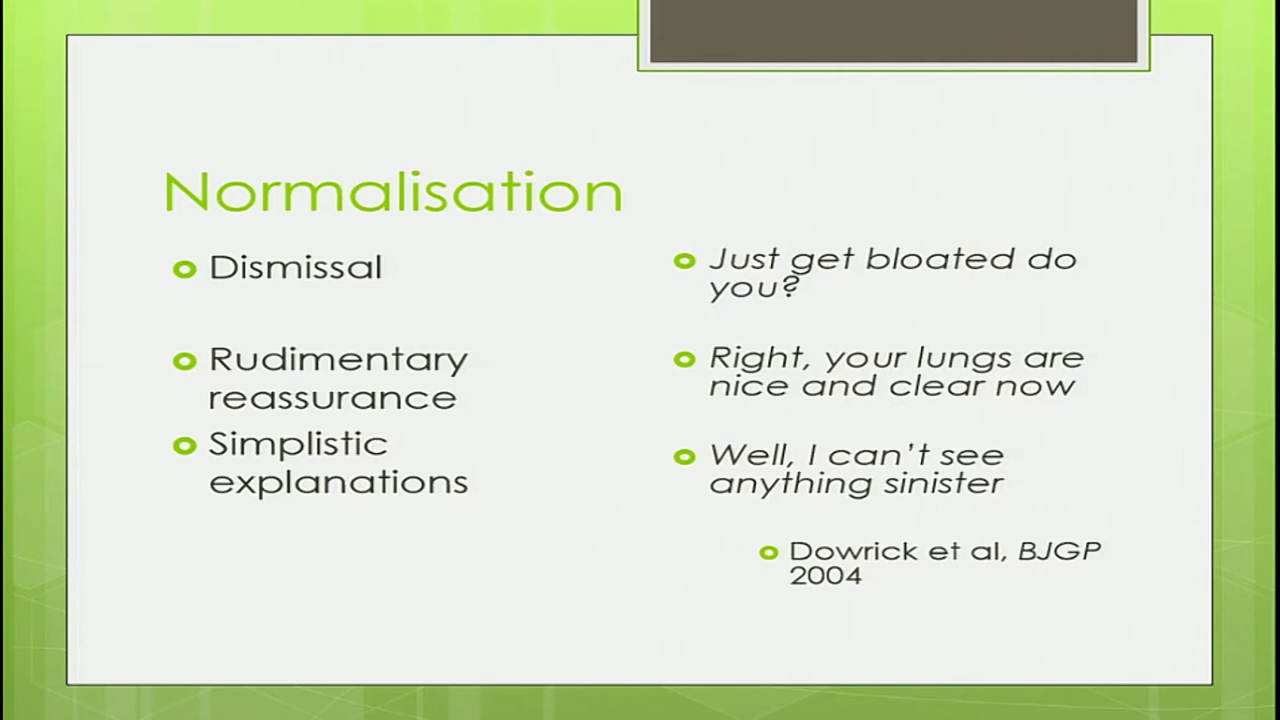 Normalisation
Dismissal
Rudimentary
reassurance
Simplistic
explanations
Just get bloated do
you?
Right, your lungs are
nice and clear now
Well, I can't see
anything sinister
Dowrick et al, BJGP
2004